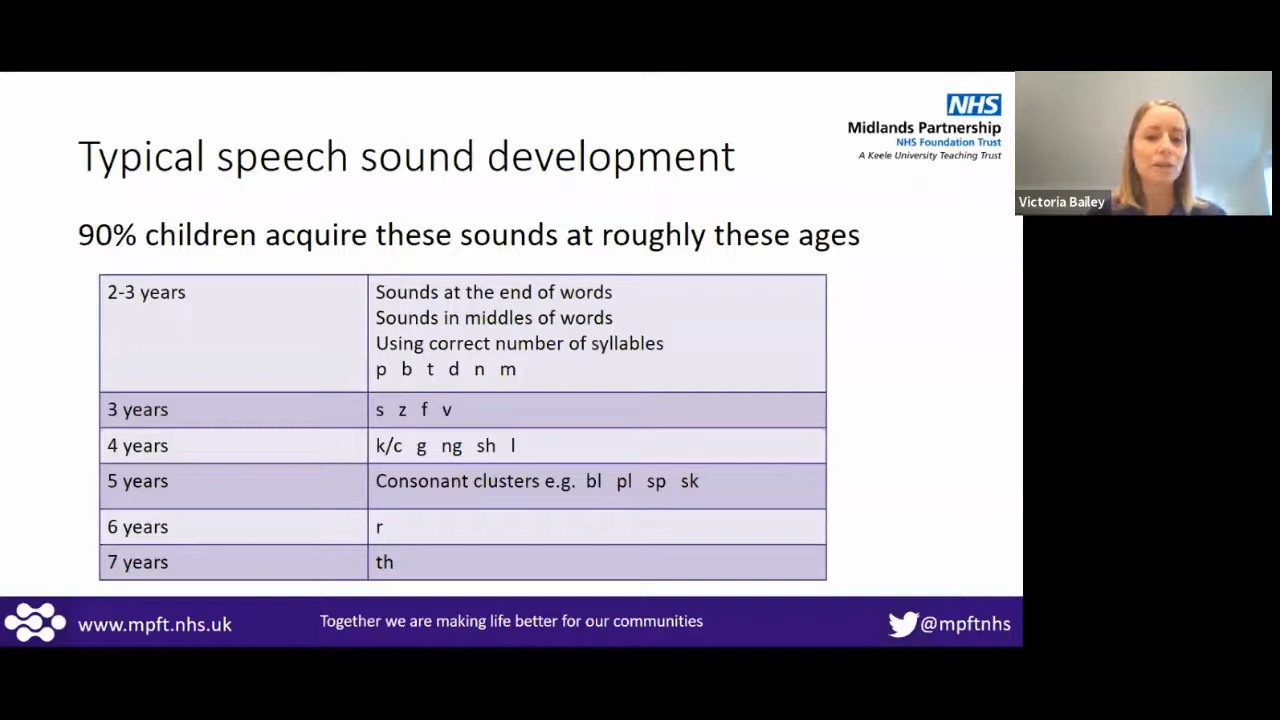 NHS
Midlands Partnership
NHS Foundation Trust
A Keele University Teaching Trust
Victoria Bailey
Typical speech sound development
90% children acquire these sounds at roughly these ages
2-3 years
Sounds at the end of words
Sounds in middles of words
Using correct number of syllables
p b t d n m
3 years s z f v
4 years k/c g ng sh l
5 years Consonant clusters e.g. bl pl sp sk
6 years r
7 years th
www.mpft.nhs.uk
Together we are making life better for our communities
@mpftnhs